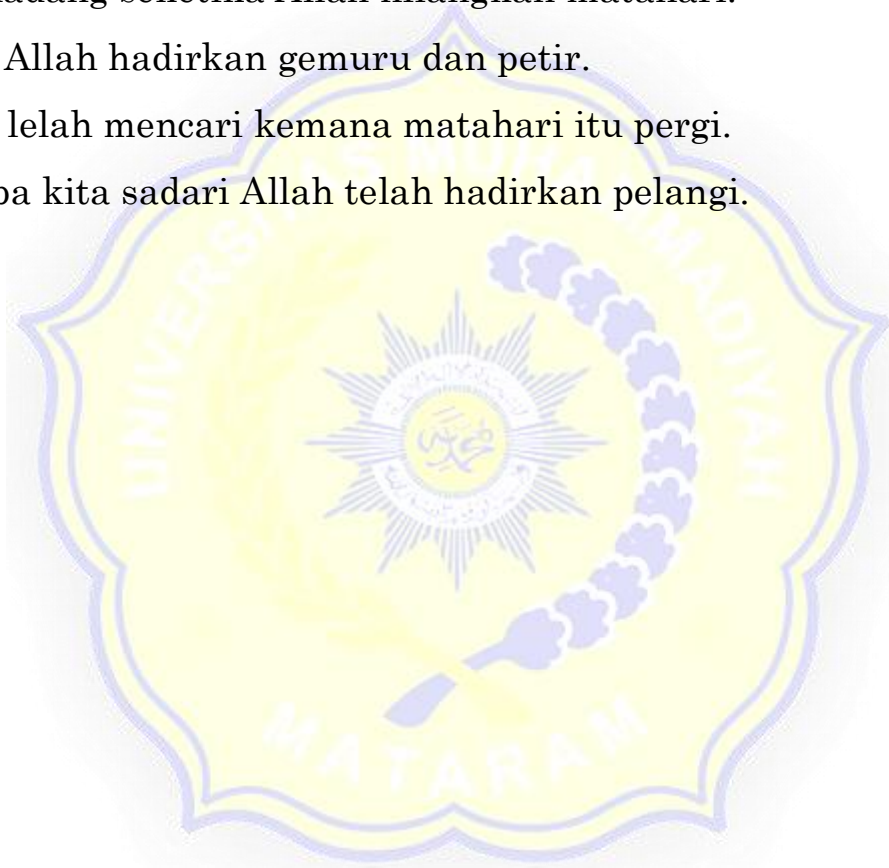 Allah hadirkan gemuru dan petir.
lelah mencari kemana matahari itu pergi.
kita sadari Allah telah hadirkan pelangi.
UNIVERSITAS MUHAMMADIYAH
MATARAM